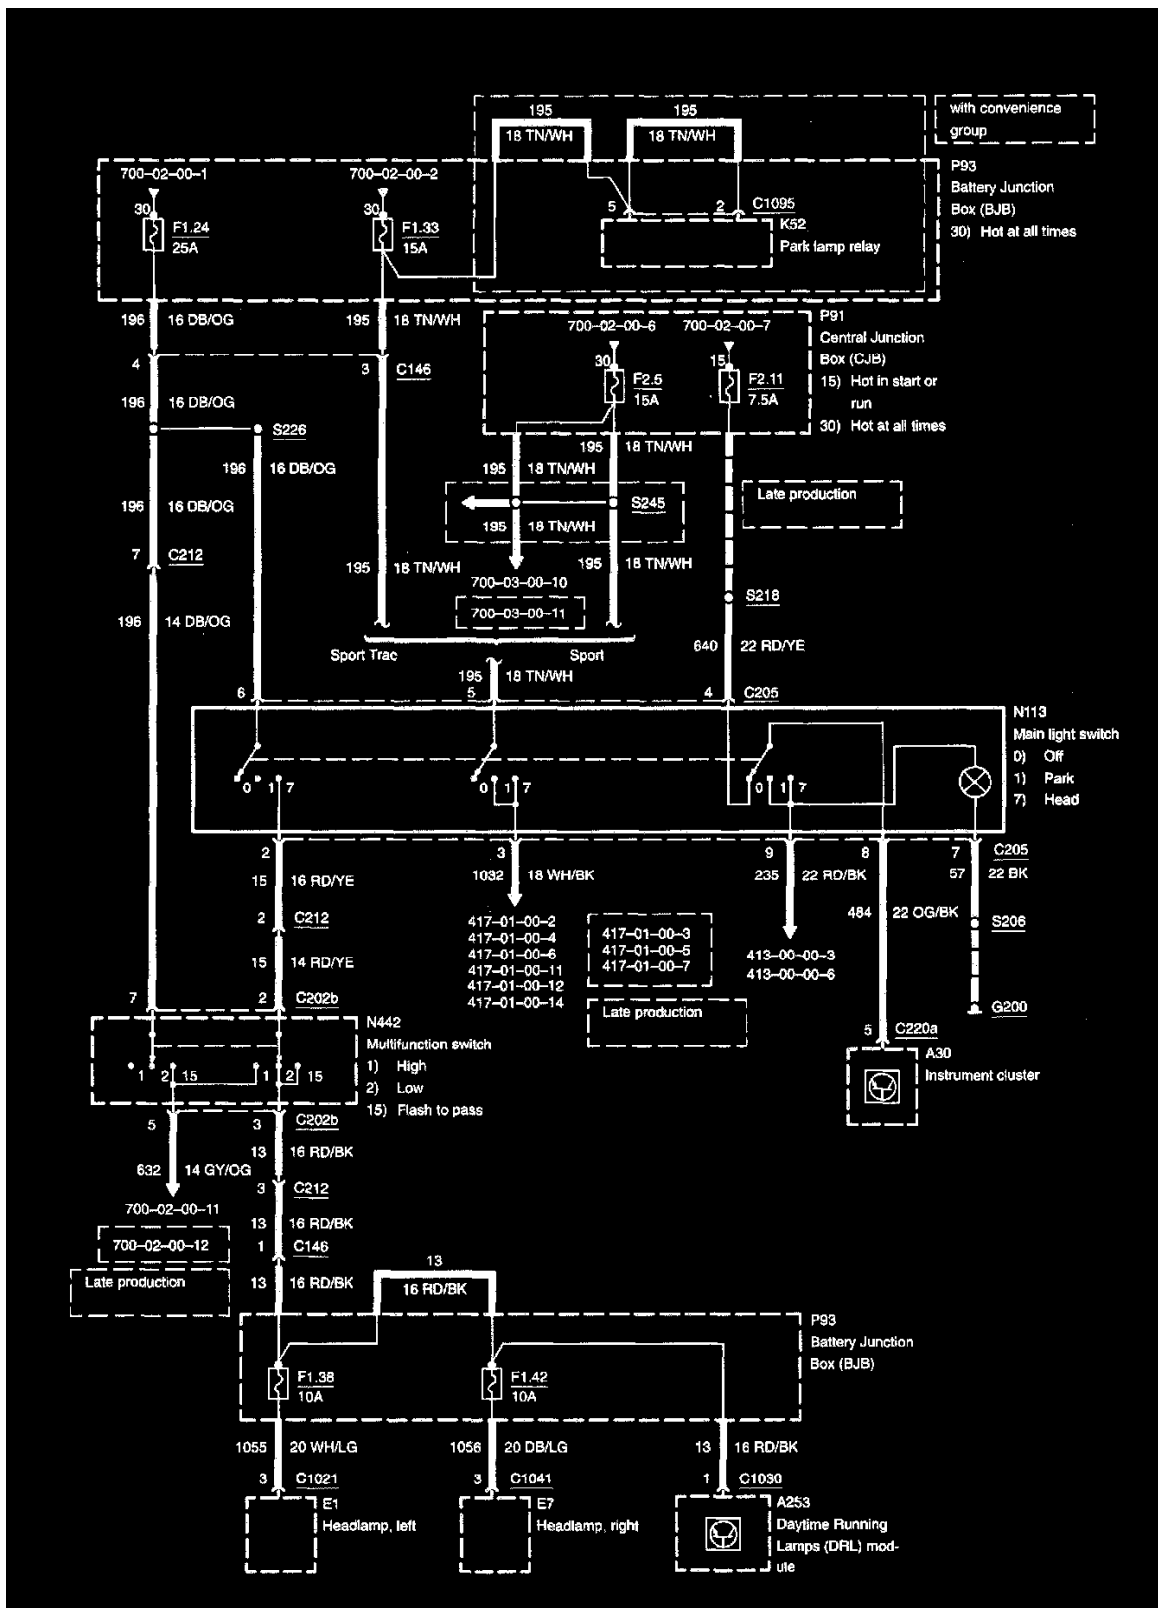 195
195
18 TN/WH
18 TN/WH
with convenience
group
700-02-00-1
700-02-00-2
P93
Battery Junction
Box (BJB)
30) Hot at all times
30
F1.24
25A
30
F1.33
15A
5
2
C1095
K52
Park lamp relay
196
16 DB/OG
195
18 TN/WH
P91
Central Junction
Box (CJB)
15) Hot in start or
run
30) Hot at all times
700-02-00-6
700-02-00-7
4
3
C146
30
F2.5
15A
15
F2.11
7.5A
196
16 DB/OG
S226
195
18 TN/WH
196
16 DB/OG
195
18 TN/WH
196
16 DB/OG
S245
Late production
195
18 TN/WH
7
C212
195
18 TN/WH
195
18 TN/WH
700-03-00-10
700-03-00-11
S218
196
14 DB/OG
Sport Trac
Sport
640
22 RD/YE
195
18 TN/WH
6
5
4
C205
N113
Main light switch
0) Off
1) Park
7) Head
0
1
7
0
1
7
0
1
7
2
3
9
8
7
C205
15
16 RD/YE
1032
18 WH/BK
235
22 RD/BK
57
22 BK
2
C212
484
22 OG/BK
S206
417-01-00-2
417-01-00-4
417-01-00-6
417-01-00-11
417-01-00-12
417-01-00-14
417-01-00-3
417-01-00-5
417-01-00-7
413-00-00-3
413-00-00-6
15
14 RD/YE
Late production
7
2
C202b
G200
5
C220a
N442
Multifunction switch
1) High
2) Low
15) Flash to pass
A30
Instrument cluster
1
2
15
1
2
15
5
3
C202b
13
16 RD/BK
632
14 GY/OG
3
C212
700-02-00-11
700-02-00-12
13
16 RD/BK
1
C146
Late production
13
16 RD/BK
13
16 RD/BK
P93
Battery Junction
Box (BJB)
F1.38
10A
F1.42
10A
1055
20 WH/LG
1056
20 DB/LG
13
16 RD/BK
3
C1021
3
C1041
1
C1030
E1
Headlamp, left
E7
Headlamp, right
A253
Daytime Running
Lamps (DRL) mod-
ule